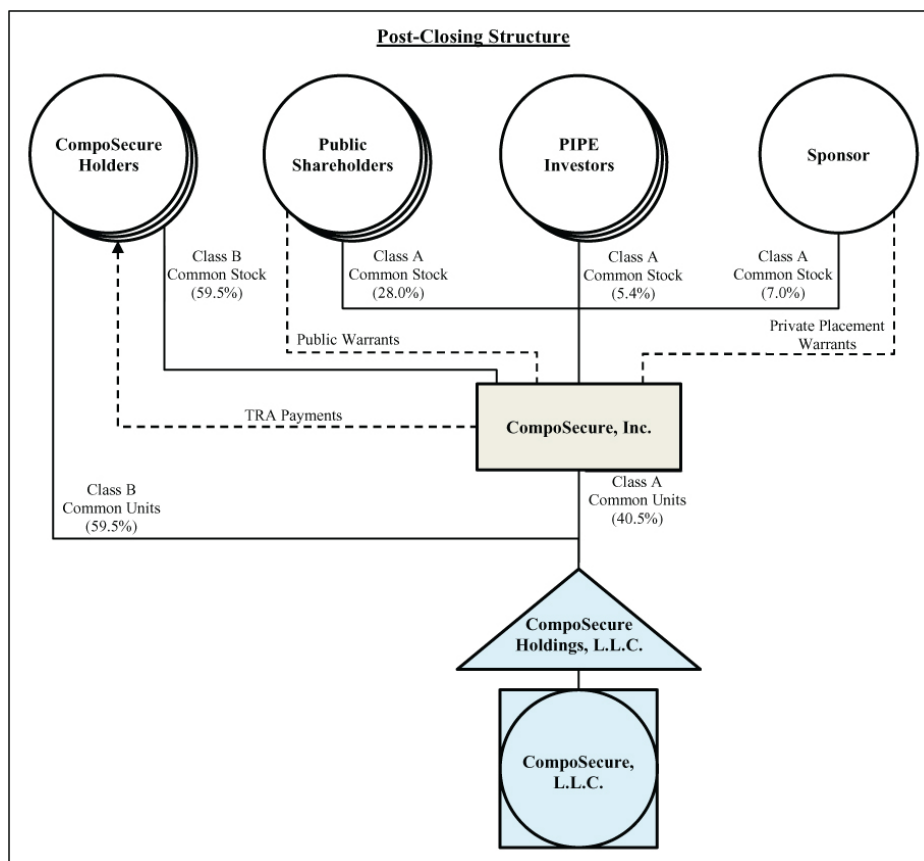 Post-Closing Structure
CompoSecure
Holders
Public
Shareholders
PIPE
Investors
Sponsor
Class B
Common Stock
(59.5%)
Class A
Common Stock
(28.0%)
Class A
Common Stock
(5.4%)
Class A
Common Stock
(7.0%)
Public Warrants
Private Placement
Warrants
TRA Payments
CompoSecure, Inc.
Class B
Common Units
(59.5%)
Class A
Common Units
(40.5%)
CompoSecure
Holdings, L.L.C.
CompoSecure,
L.L.C.